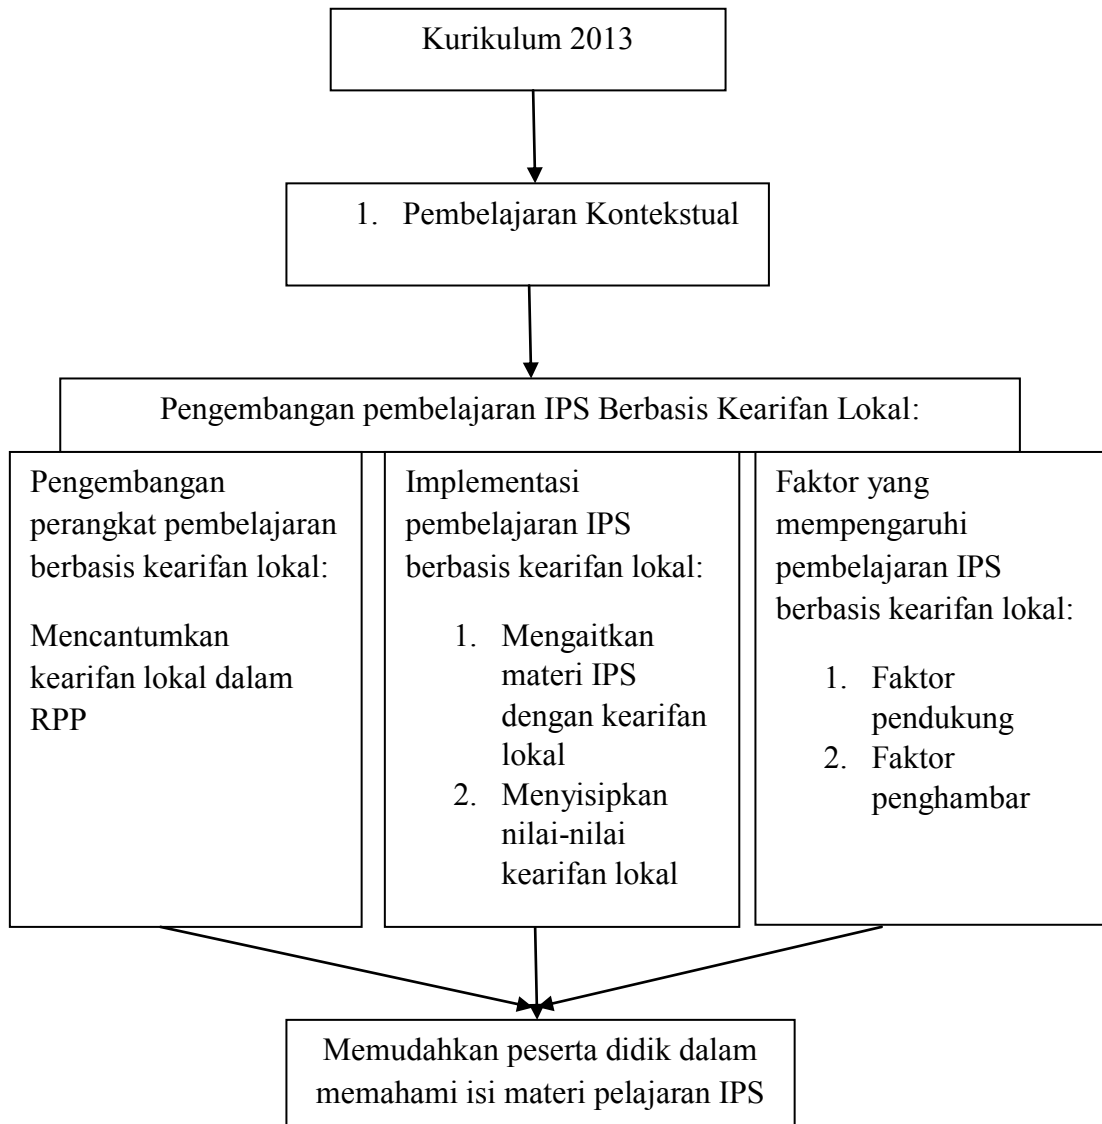 Kurikulum 2013
1. Pembelajaran Kontekstual
Pengembangan pembelajaran IPS Berbasis Kearifan Lokal:
Pengembangan
perangkat pembelajaran
berbasis kearifan lokal:
Mencantumkan
kearifan lokal dalam
RPP
Implementasi
pembelajaran IPS
berbasis kearifan lokal:
1. Mengaitkan
materi IPS
dengan kearifan
lokal
2. Menyisipkan
nilai-nilai
kearifan lokal
Faktor yang
mempengaruhi
pembelajaran IPS
berbasis kearifan lokal:
1. Faktor
pendukung
2. Faktor
penghambar
Memudahkan peserta didik dalam
memahami isi materi pelajaran IPS